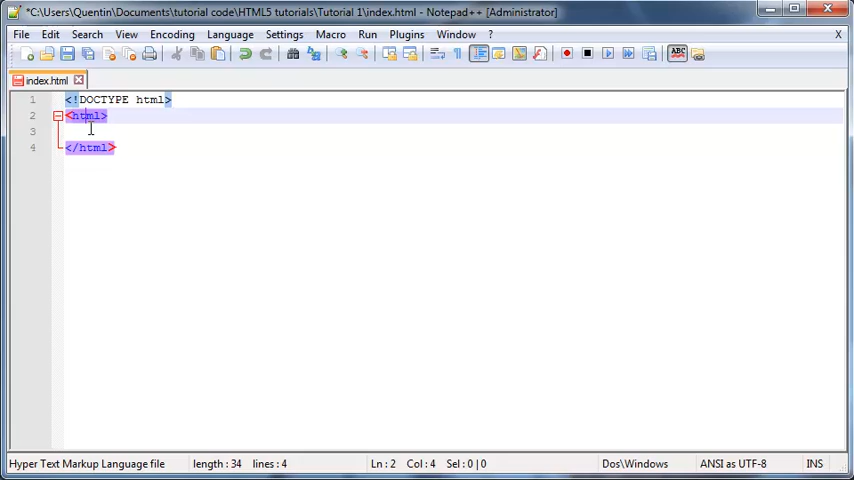 *C:\Users\Quentin\Documents\tutorial code\HTML5 tutorials\Tutorial 1\index.html - Notepad++ [Administrator]
File Edit Search View Encoding Language Settings Macro Run Plugins Window ? X
ABC
index.html
1 <!DOCTYPE html>
2 <html>
3
4 </html>
Hyper Text Markup Language file length : 34 lines : 4 Ln : 2 Col : 4 Sel : 0 | 0 Dos\Windows ANSI as UTF-8 INS